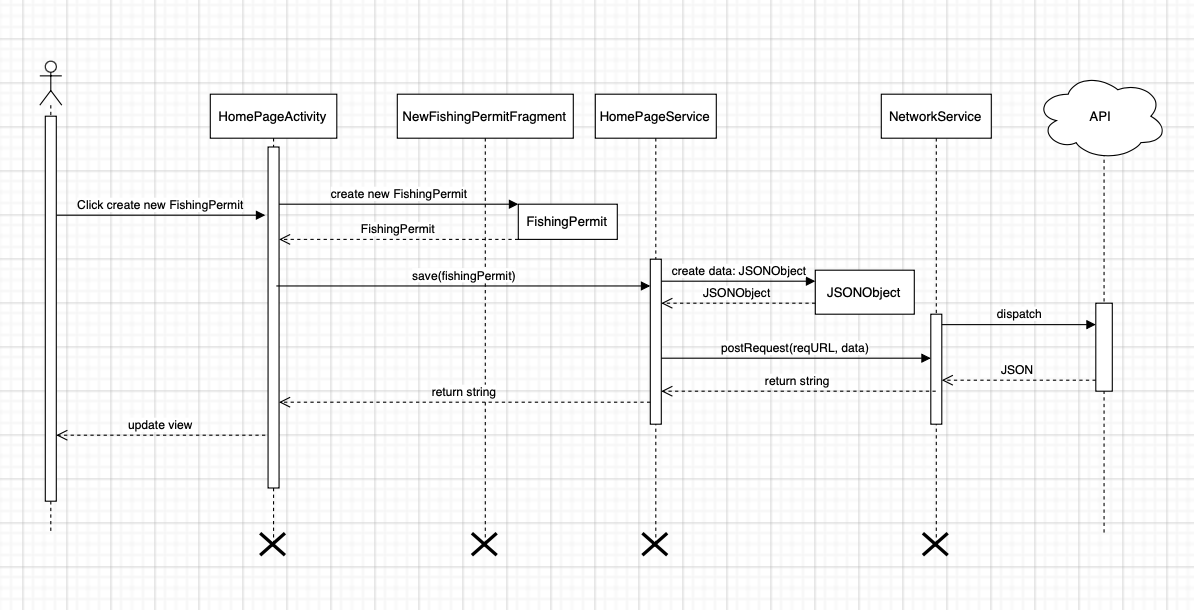 HomePageActivity
NewFishingPermitFragment
HomePageService
NetworkService
API
create new FishingPermit
Click create new FishingPermit
FishingPermit
FishingPermit
save(fishingPermit)
create data: JSONObject
JSONObject
JSONObject
dispatch
postRequest(reqURL, data)
JSON
return string
return string
update view